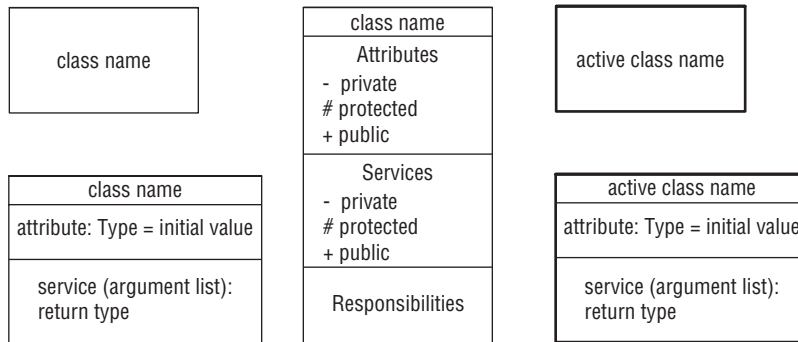 class name
class name
attribute: Type = initial value
service (argument list):
return type
class name
Attributes
- private
# protected
+ public
Services
- private
# protected
+ public
Responsibilities
active class name
active class name
attribute: Type = initial value
service (argument list):
return type